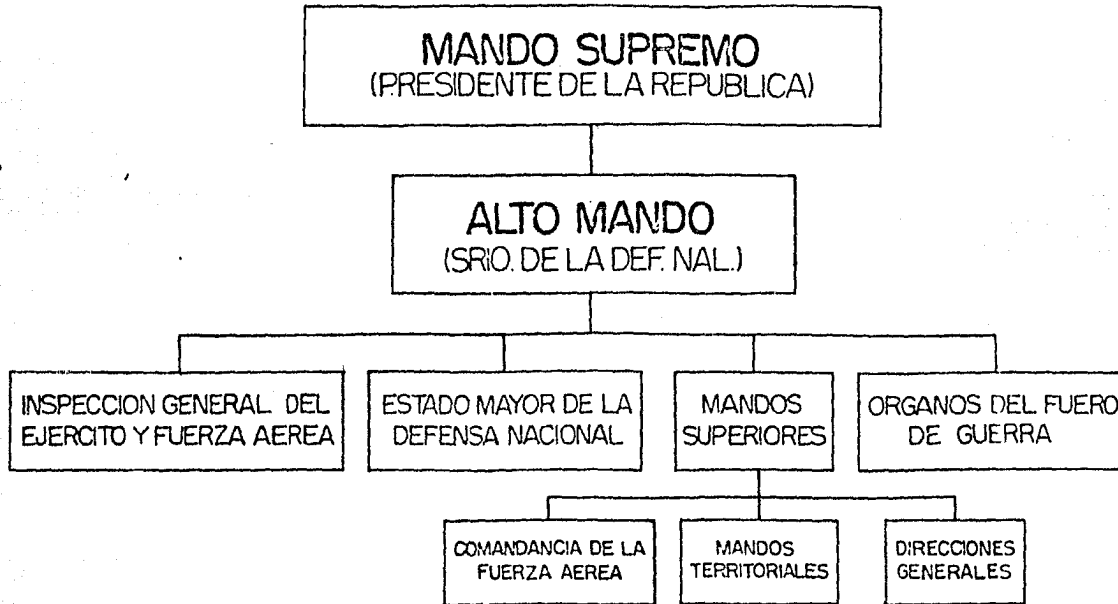 MANDO SUPREMO
(PRESIDENTE DE LA REPUBLICA)
ALTO MANDO
(SRIO. DE LA DEF. NAL.)
INSPECCION GENERAL DEL
EJERCITO Y FUERZA AEREA
ESTADO MAYOR DE LA
DEFENSA NACIONAL
MANDOS
SUPERIORES
ORGANOS DEL FUERO
DE GUERRA
COMANDANCIA DE LA
FUERZA AEREA
MANDOS
TERRITORIALES
DIRECCIONES
GENERALES